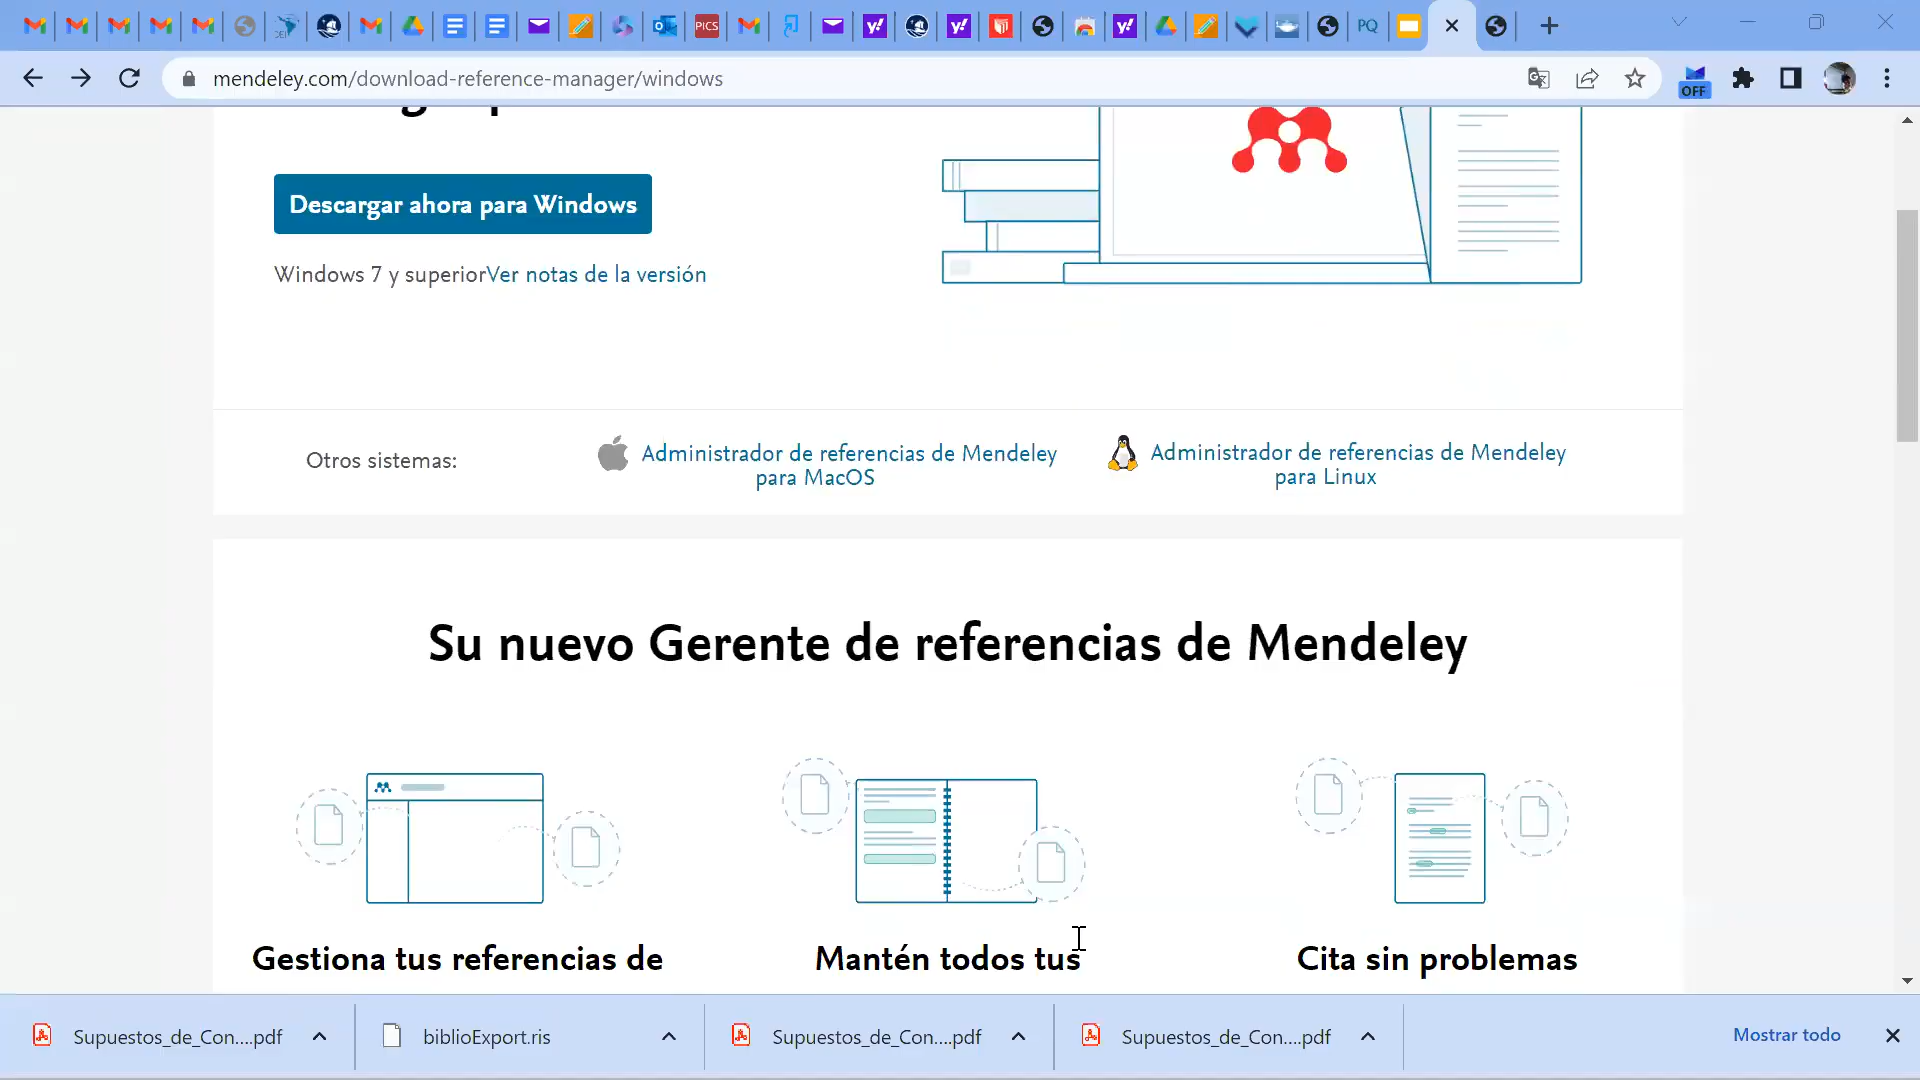 PICS
PQ
mendeley.com/download-reference-manager/windows
OFF
Descargar ahora para Windows
Windows 7 y superiorVer notas de la versión
Otros sistemas:
Administrador de referencias de Mendeley
para MacOS
Administrador de referencias de Mendeley
para Linux
Su nuevo Gerente de referencias de Mendeley
Gestiona tus referencias de
Mantén todos tus
Cita sin problemas
Supuestos_de_Con....pdf
biblioExport.ris
Supuestos_de_Con....pdf
Supuestos_de_Con....pdf
Mostrar todo